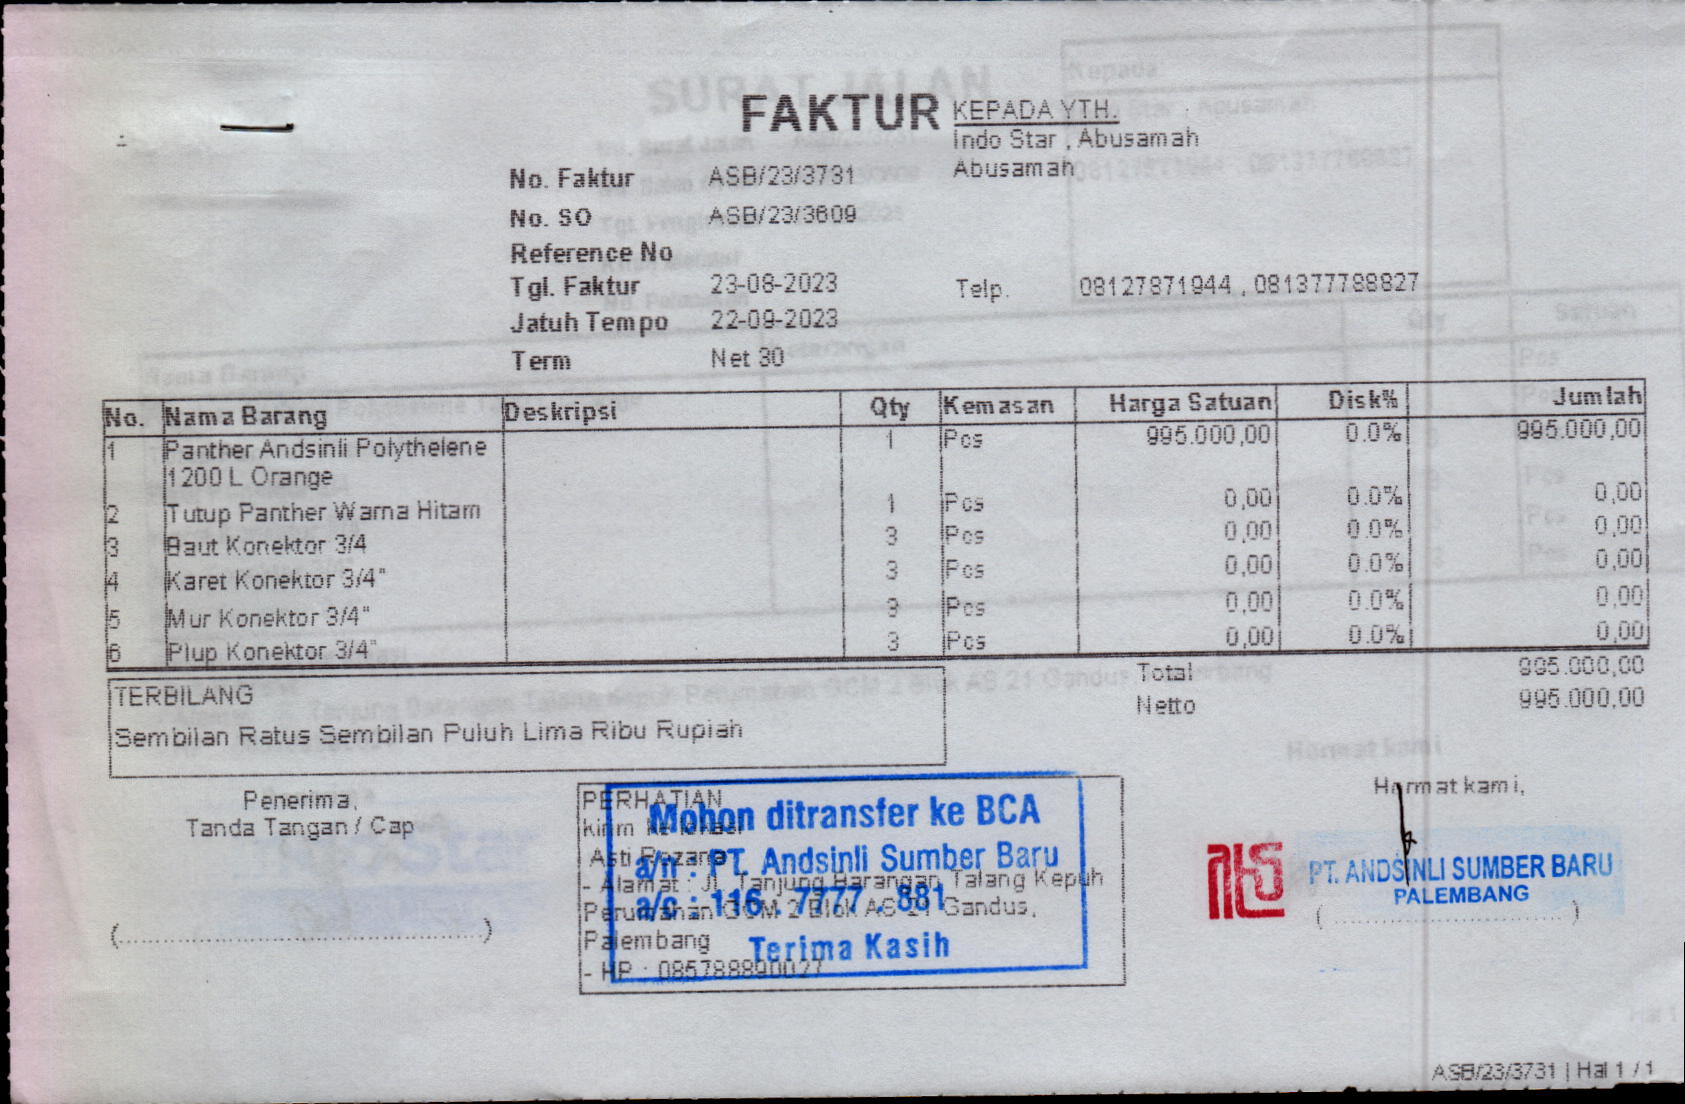 FAKTUR
KEPADA YTH.
Indo Star , Abusamah
Abusamah
No. Faktur ASB/23/3731
No. SO ASB/23/3609
Reference No
Tgl. Faktur 23-08-2023
Telp. 08127871944 , 081377788827
Jatuh Tempo 22-09-2023
Term Net 30
No. Nama Barang Deskripsi Qty Kemasan Harga Satuan Disk% Jumlah
1 Panther Andsinli Polythelene 1 Pcs 995.000,00 0.0% 995.000,00
1200 L Orange
2 Tutup Panther Warna Hitam 1 Pcs 0,00 0.0% 0,00
3 Baut Konektor 3/4 3 Pcs 0,00 0.0% 0,00
4 Karet Konektor 3/4" 3 Pcs 0,00 0.0% 0,00
5 Mur Konektor 3/4" 3 Pcs 0,00 0.0% 0,00
6 Plup Konektor 3/4" 3 Pcs 0,00 0.0% 0,00
Total 995.000,00
Netto 995.000,00
TERBILANG
Sembilan Ratus Sembilan Puluh Lima Ribu Rupiah
Penerima,
Tanda Tangan / Cap
(........................................)
PERHATIAN
Asti
- Alamat : JL. Tanjung Barangan Talang Kepuh
Perumahan GCM 2 Blok AS 21 Gandus,
Palembang
- HP : 085788890027
Mohon ditransfer ke BCA
a/n : PT. Andsinli Sumber Baru
a/c : 116 . 7777 . 881
Terima Kasih
Hormat kami,
PT. ANDSINLI SUMBER BARU
PALEMBANG
(........................................)
ASB/23/3731 | Hal 1 / 1
SURAT JALAN
Kepada